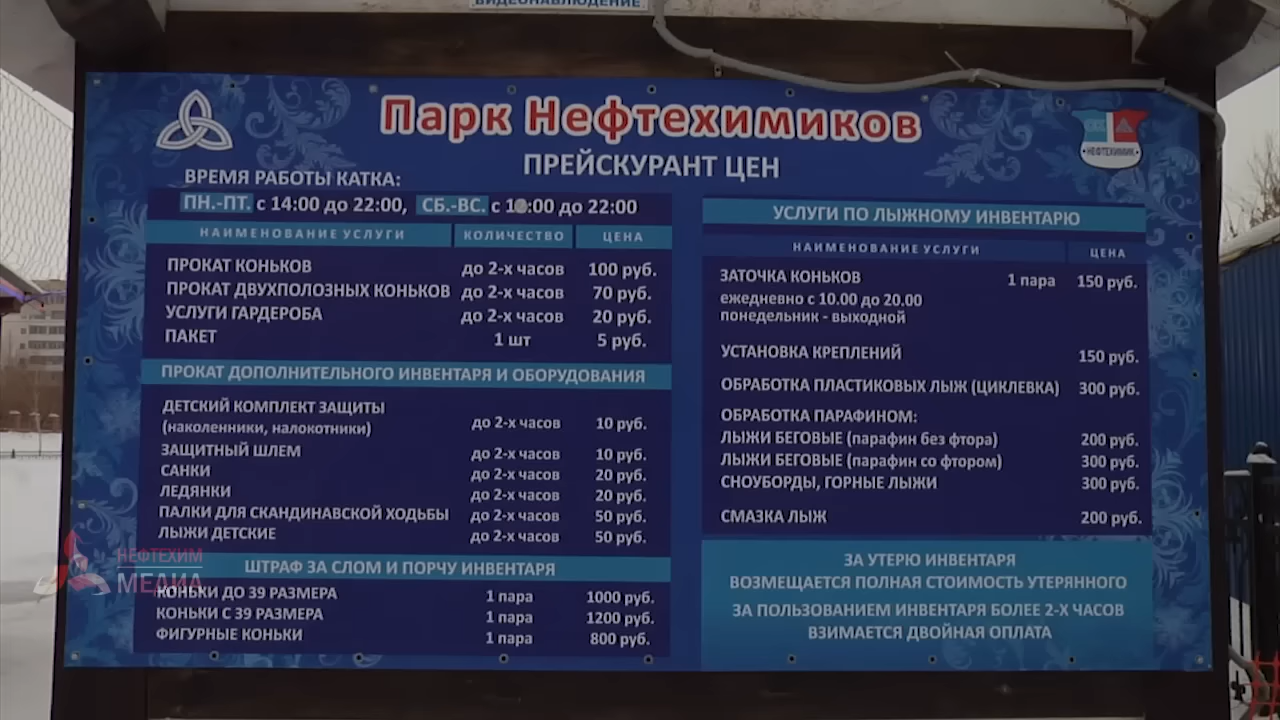 ВИДЕОНАБЛЮДЕНИЕ
Парк Нефтехимиков
НЕФТЕХИМИК
ПРЕЙСКУРАНТ ЦЕН
ВРЕМЯ РАБОТЫ КАТКА:
ПН.-ПТ. с 14:00 до 22:00, СБ.-ВС. с :00 до 22:00
НАИМЕНОВАНИЕ УСЛУГИ КОЛИЧЕСТВО ЦЕНА
ПРОКАТ КОНЬКОВ до 2-х часов 100 руб.
ПРОКАТ ДВУХПОЛОЗНЫХ КОНЬКОВ до 2-х часов 70 руб.
УСЛУГИ ГАРДЕРОБА до 2-х часов 20 руб.
ПАКЕТ 1 шт 5 руб.
ПРОКАТ ДОПОЛНИТЕЛЬНОГО ИНВЕНТАРЯ И ОБОРУДОВАНИЯ
ДЕТСКИЙ КОМПЛЕКТ ЗАЩИТЫ
(наколенники, налокотники) до 2-х часов 10 руб.
ЗАЩИТНЫЙ ШЛЕМ до 2-х часов 10 руб.
САНКИ до 2-х часов 20 руб.
ЛЕДЯНКИ до 2-х часов 20 руб.
ПАЛКИ ДЛЯ СКАНДИНАВСКОЙ ХОДЬБЫ до 2-х часов 50 руб.
ЛЫЖИ ДЕТСКИЕ до 2-х часов 50 руб.
ШТРАФ ЗА СЛОМ И ПОРЧУ ИНВЕНТАРЯ
КОНЬКИ ДО 39 РАЗМЕРА 1 пара 1000 руб.
КОНЬКИ С 39 РАЗМЕРА 1 пара 1200 руб.
ФИГУРНЫЕ КОНЬКИ 1 пара 800 руб.
УСЛУГИ ПО ЛЫЖНОМУ ИНВЕНТАРЮ
НАИМЕНОВАНИЕ УСЛУГИ ЦЕНА
ЗАТОЧКА КОНЬКОВ 1 пара 150 руб.
ежедневно с 10.00 до 20.00
понедельник - выходной
УСТАНОВКА КРЕПЛЕНИЙ 150 руб.
ОБРАБОТКА ПЛАСТИКОВЫХ ЛЫЖ (ЦИКЛЕВКА) 300 руб.
ОБРАБОТКА ПАРАФИНОМ:
ЛЫЖИ БЕГОВЫЕ (парафин без фтора) 200 руб.
ЛЫЖИ БЕГОВЫЕ (парафин со фтором) 300 руб.
СНОУБОРДЫ, ГОРНЫЕ ЛЫЖИ 300 руб.
СМАЗКА ЛЫЖ 200 руб.
ЗА УТЕРЮ ИНВЕНТАРЯ
ВОЗМЕЩАЕТСЯ ПОЛНАЯ СТОИМОСТЬ УТЕРЯННОГО
ЗА ПОЛЬЗОВАНИЕМ ИНВЕНТАРЯ БОЛЕЕ 2-Х ЧАСОВ
ВЗИМАЕТСЯ ДВОЙНАЯ ОПЛАТА
НЕФТЕХИМ
МЕДИА